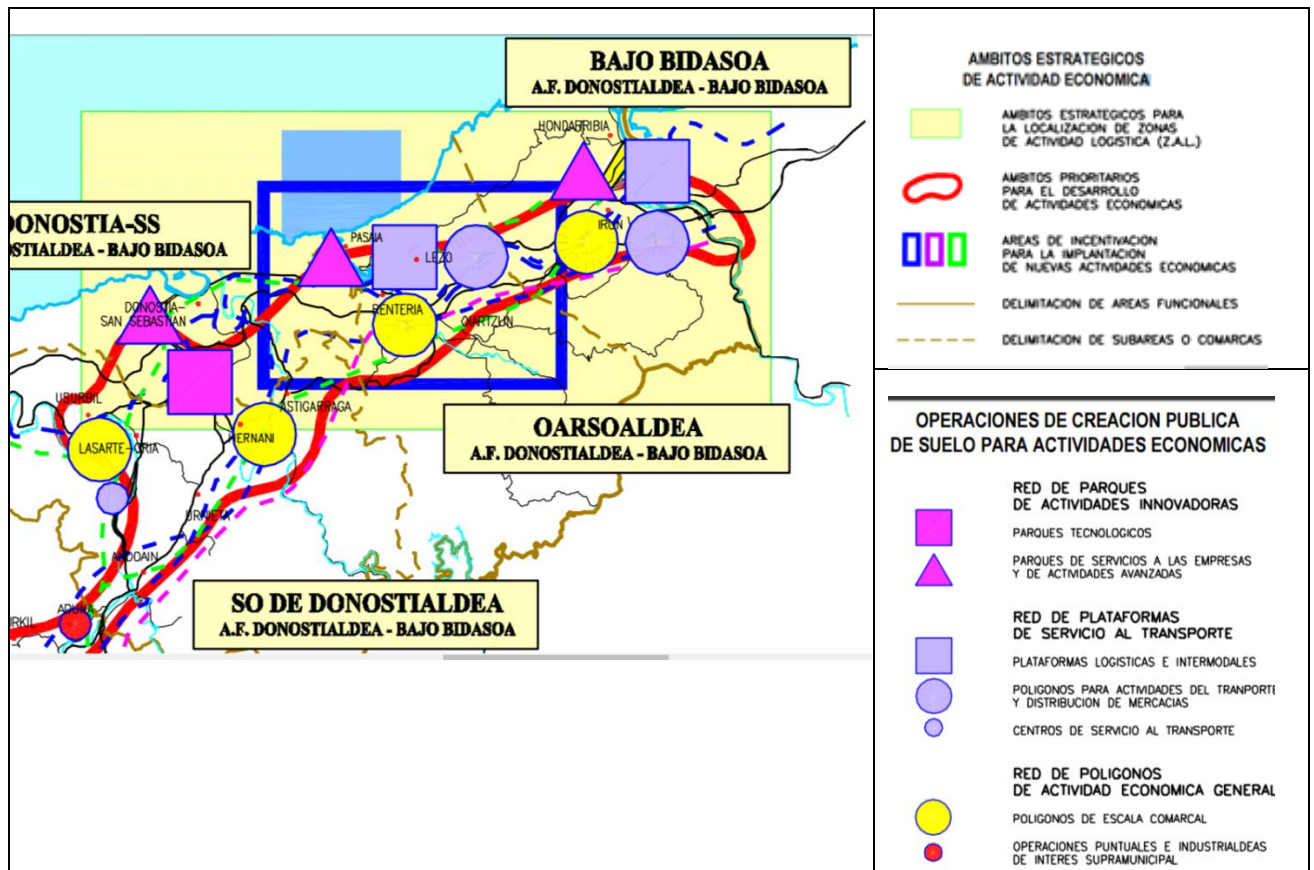 BAJO BIDASOA
A.F. DONOSTIALDEA - BAJO BIDASOA
HONDARRIBIA
DONOSTIA-SS
OSTIALDEA - BAJO BIDASOA
PASAIA
LEZO
IRUN
DONOSTIA-
SAN SEBASTIAN
RENTERIA
OIARTZUN
USURBIL
ASTIGARRAGA
HERNANI
LASARTE-ORIA
OARSOALDEA
A.F. DONOSTIALDEA - BAJO BIDASOA
URNIETA
ANDOAIN
ADUNA
RKIL
SO DE DONOSTIALDEA
A.F. DONOSTIALDEA - BAJO BIDASOA
AMBITOS ESTRATEGICOS
DE ACTIVIDAD ECONOMICA
AMBITOS ESTRATEGICOS PARA
LA LOCALIZACION DE ZONAS
DE ACTIVIDAD LOGISTICA (Z.A.L.)
AMBITOS PRIORITARIOS
PARA EL DESARROLLO
DE ACTIVIDADES ECONOMICAS
AREAS DE INCENTIVACION
PARA LA IMPLANTACION
DE NUEVAS ACTIVIDADES ECONOMICAS
DELIMITACION DE AREAS FUNCIONALES
DELIMITACION DE SUBAREAS O COMARCAS
OPERACIONES DE CREACION PUBLICA
DE SUELO PARA ACTIVIDADES ECONOMICAS
RED DE PARQUES
DE ACTIVIDADES INNOVADORAS
PARQUES TECNOLOGICOS
PARQUES DE SERVICIOS A LAS EMPRESAS
Y DE ACTIVIDADES AVANZADAS
RED DE PLATAFORMAS
DE SERVICIO AL TRANSPORTE
PLATAFORMAS LOGISTICAS E INTERMODALES
POLIGONOS PARA ACTIVIDADES DEL TRANPORTE
Y DISTRIBUCION DE MERCACIAS
CENTROS DE SERVICIO AL TRANSPORTE
RED DE POLIGONOS
DE ACTIVIDAD ECONOMICA GENERAL
POLIGONOS DE ESCALA COMARCAL
OPERACIONES PUNTUALES E INDUSTRIALDEAS
DE INTERES SUPRAMUNICIPAL